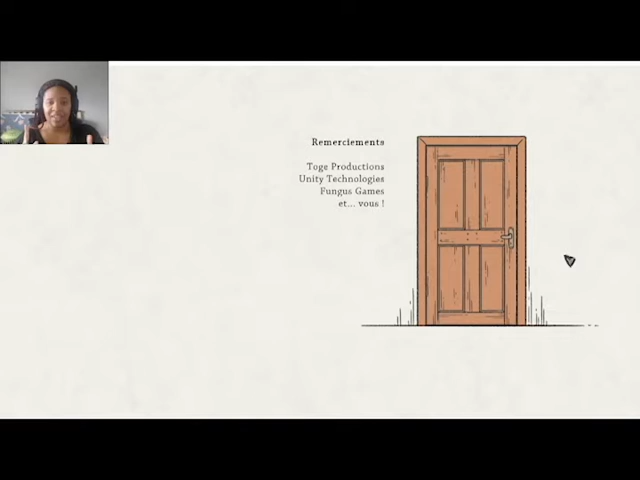 Remerciements
Toge Productions
Unity Technologies
Fungus Games
et... vous !